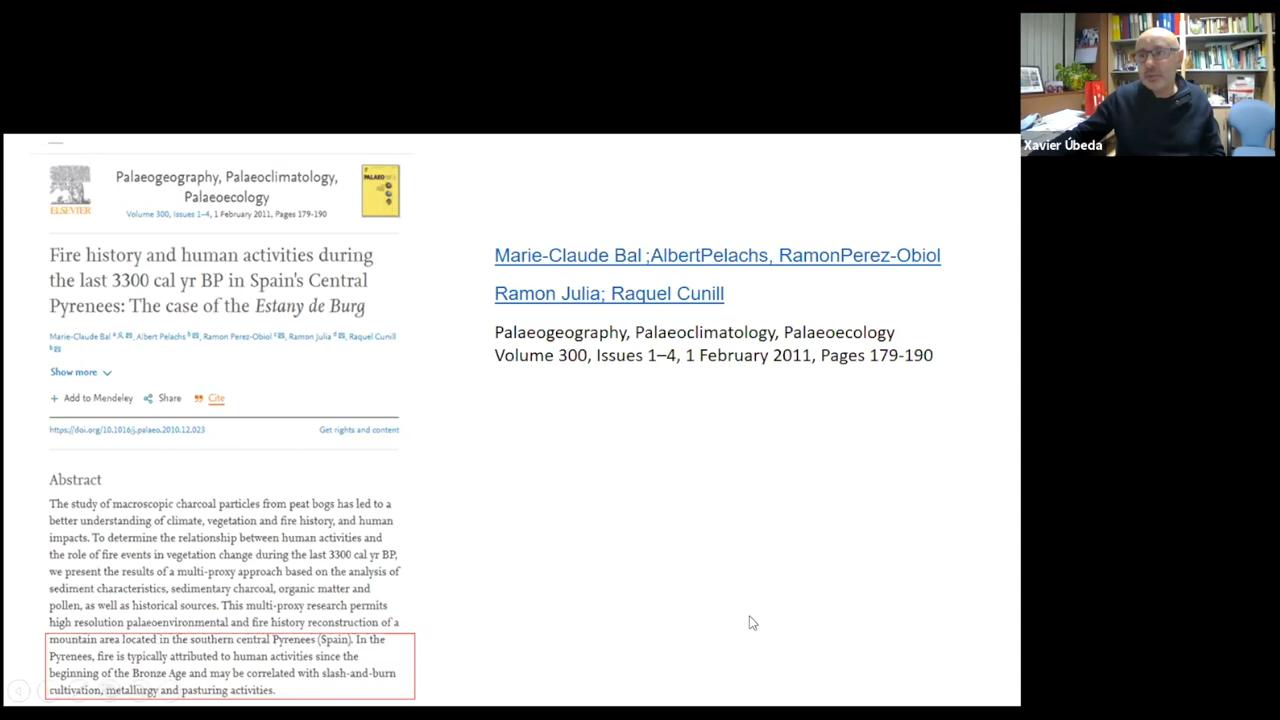 Xavier Úbeda
ELSEVIER
Palaeogeography, Palaeoclimatology,
Palaeoecology
Volume 300, Issues 1–4, 1 February 2011, Pages 179-190
PALAEO
Fire history and human activities during
the last 3300 cal yr BP in Spain's Central
Pyrenees: The case of the Estany de Burg
Marie-Claude Bal a, Albert Pelachs b, Ramon Perez-Obiol c, Ramon Julia d, Raquel Cunill
b
Show more
+ Add to Mendeley Share Cite
https://doi.org/10.1016/j.palaeo.2010.12.023 Get rights and content
Abstract
The study of macroscopic charcoal particles from peat bogs has led to a
better understanding of climate, vegetation and fire history, and human
impacts. To determine the relationship between human activities and
the role of fire events in vegetation change during the last 3300 cal yr BP,
we present the results of a multi-proxy approach based on the analysis of
sediment characteristics, sedimentary charcoal, organic matter and
pollen, as well as historical sources. This multi-proxy research permits
high resolution palaeoenvironmental and fire history reconstruction of a
mountain area located in the southern central Pyrenees (Spain). In the
Pyrenees, fire is typically attributed to human activities since the
beginning of the Bronze Age and may be correlated with slash-and-burn
cultivation, metallurgy and pasturing activities.
Marie-Claude Bal ;AlbertPelachs, RamonPerez-Obiol
Ramon Julia; Raquel Cunill
Palaeogeography, Palaeoclimatology, Palaeoecology
Volume 300, Issues 1–4, 1 February 2011, Pages 179-190